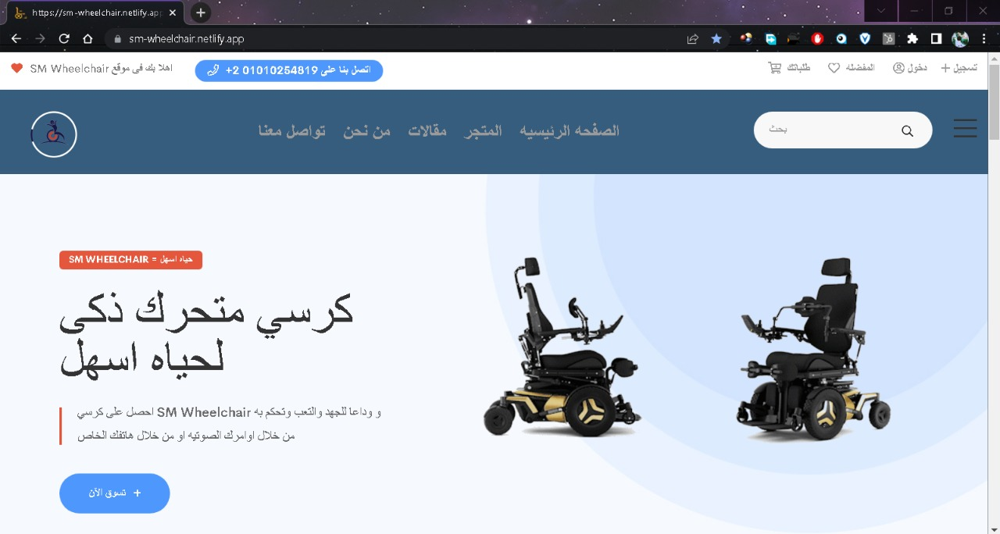 https://sm-wheelchair.netlify.app
sm-wheelchair.netlify.app
اهلا بك فى موقع SM Wheelchair
اتصل بنا على 01010254819 2+
طلباتك
المفضله
دخول
تسجيل
الصفحه الرئيسيه
المتجر
مقالات
من نحن
تواصل معنا
بحث
SM WHEELCHAIR = حياه اسهل
كرسي متحرك ذكى
لحياه اسهل
احصل على كرسي SM Wheelchair و وداعا للجهد والتعب وتحكم به
من خلال اوامرك الصوتيه او من خلال هاتفك الخاص
+ تسوق الآن